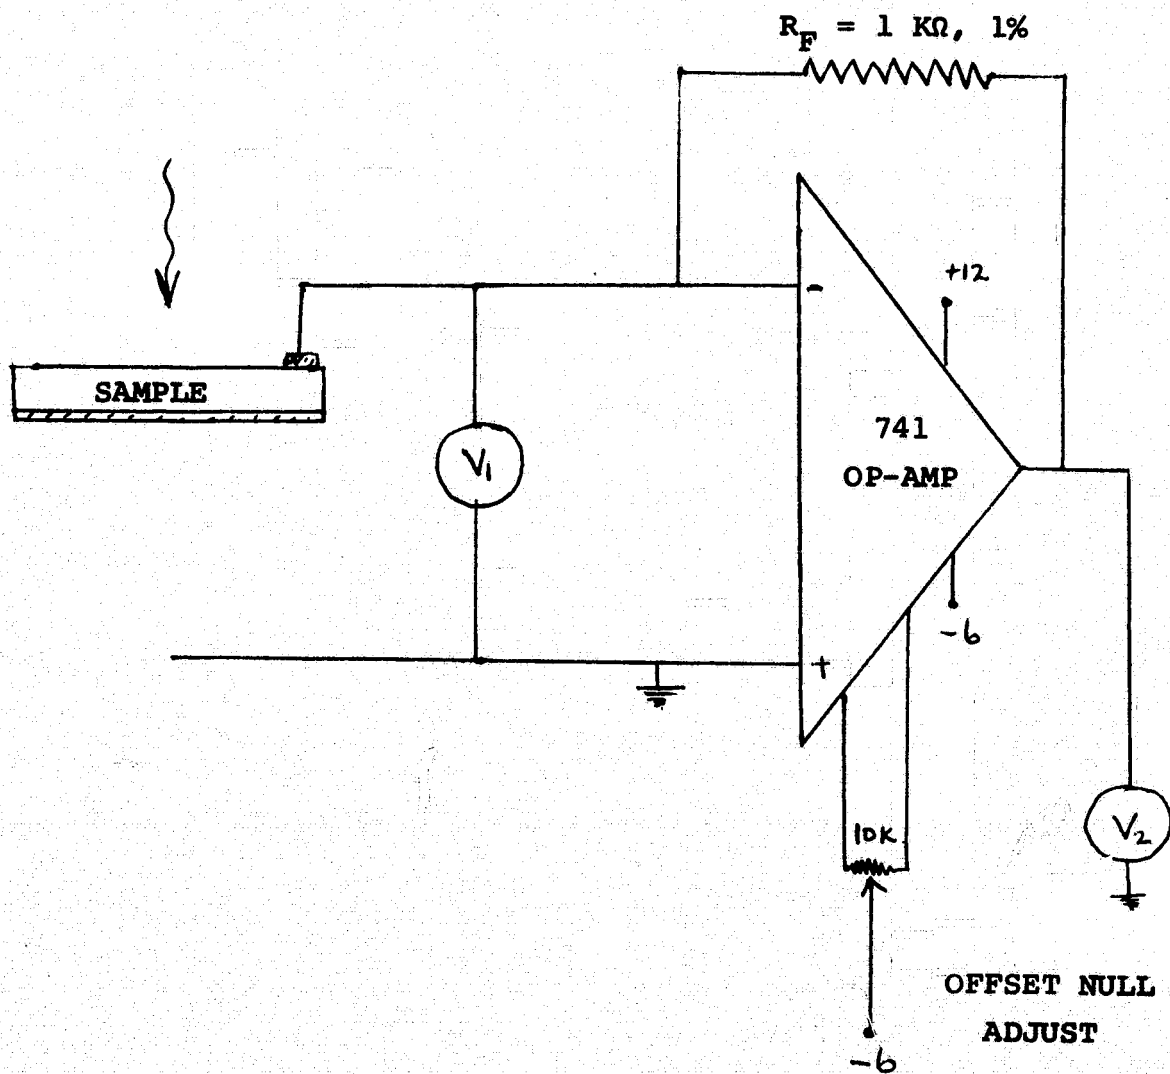 R_F = 1 KΩ, 1%
+12
-
SAMPLE
741
OP-AMP
V₁
-6
+
10K
V₂
OFFSET NULL
ADJUST
-6